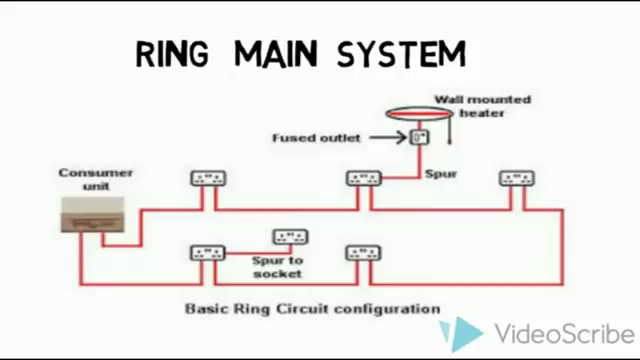 RING MAIN SYSTEM
Wall mounted
heater
Fused outlet
Consumer
unit
Spur
Spur to
socket
Basic Ring Circuit configuration
VideoScribe